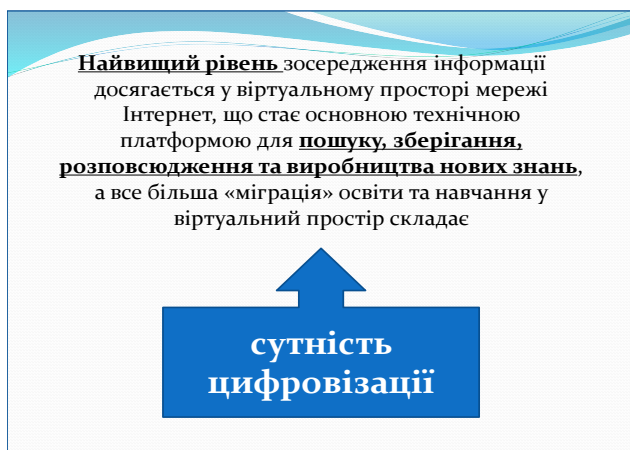 Найвищий рівень зосередження інформації
досягається у віртуальному просторі мережі
Інтернет, що стає основною технічною
платформою для пошуку, зберігання,
розповсюдження та виробництва нових знань,
а все більша «міграція» освіти та навчання у
віртуальний простір складає
сутність
цифровізації